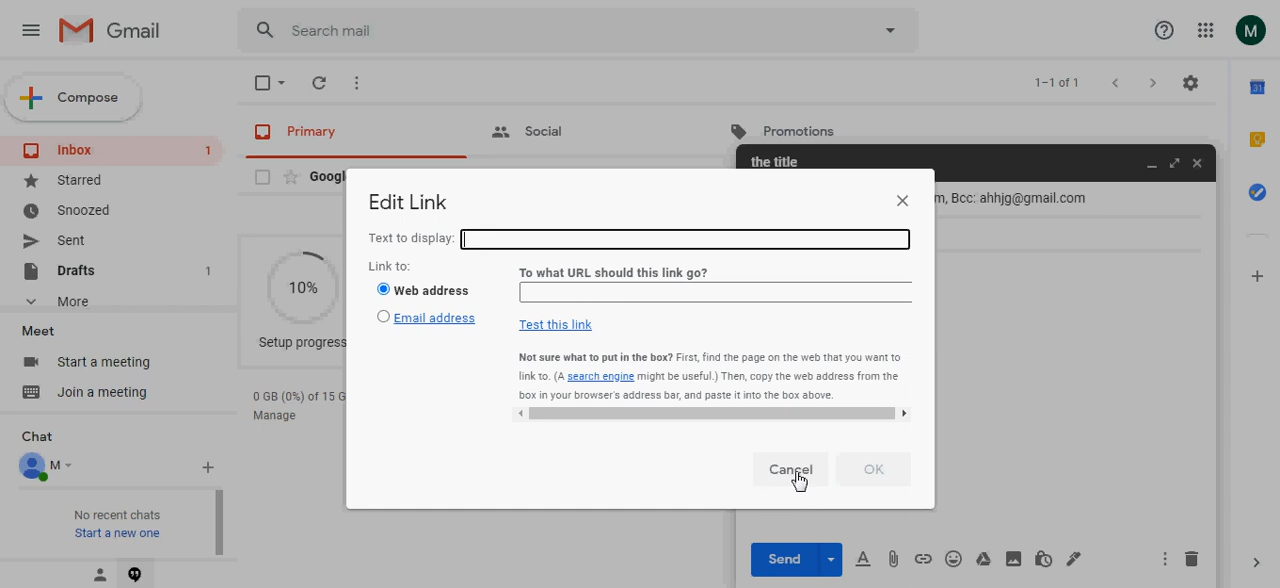 Gmail
Search mail
M
Compose
1–1 of 1
Primary
Social
Promotions
Inbox 1
Starred
Snoozed
Sent
Drafts 1
More
Googl
the title
m, Bcc: ahhjg@gmail.com
10%
Setup progress
0 GB (0%) of 15 G
Manage
Meet
Start a meeting
Join a meeting
Chat
M
No recent chats
Start a new one
Edit Link
Text to display:
Link to:
Web address
Email address
To what URL should this link go?
Test this link
Not sure what to put in the box? First, find the page on the web that you want to
link to. (A search engine might be useful.) Then, copy the web address from the
box in your browser's address bar, and paste it into the box above.
Cancel
OK
Send
31